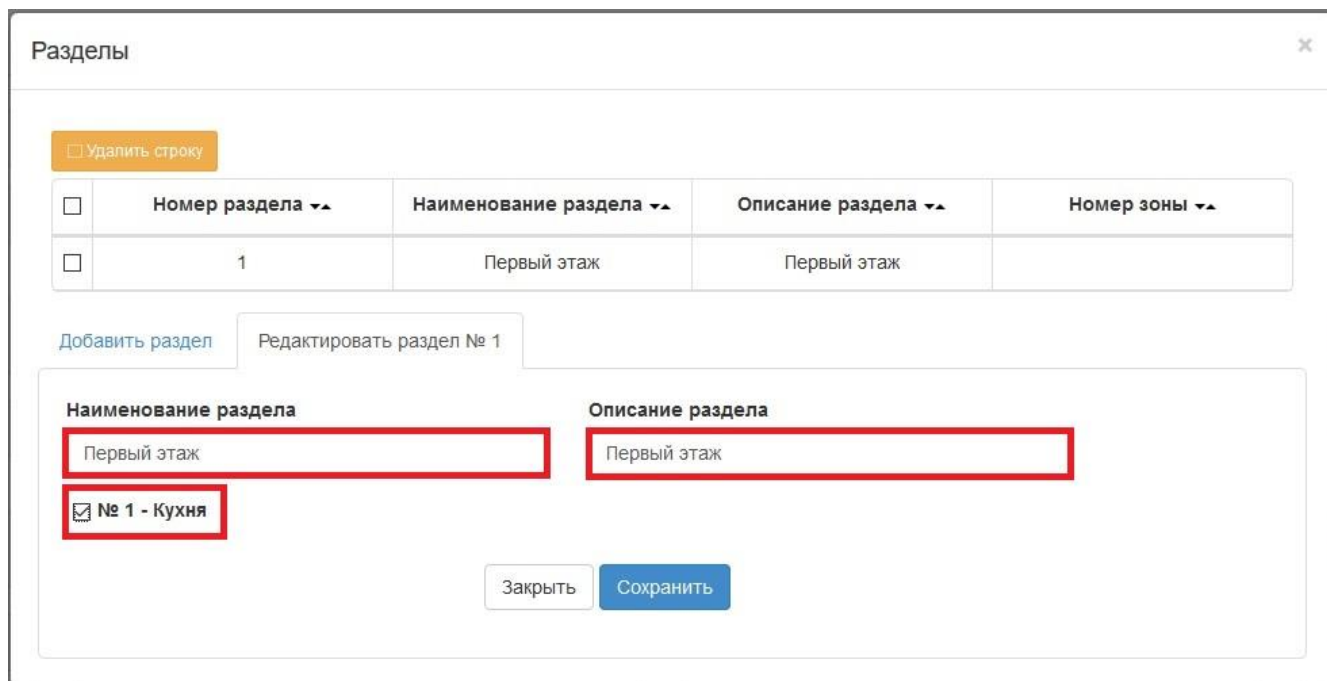 Разделы
×
Удалить строку
Номер раздела Наименование раздела Описание раздела Номер зоны
1 Первый этаж Первый этаж
Добавить раздел Редактировать раздел № 1
Наименование раздела Описание раздела
Первый этаж Первый этаж
№ 1 - Кухня
Закрыть Сохранить